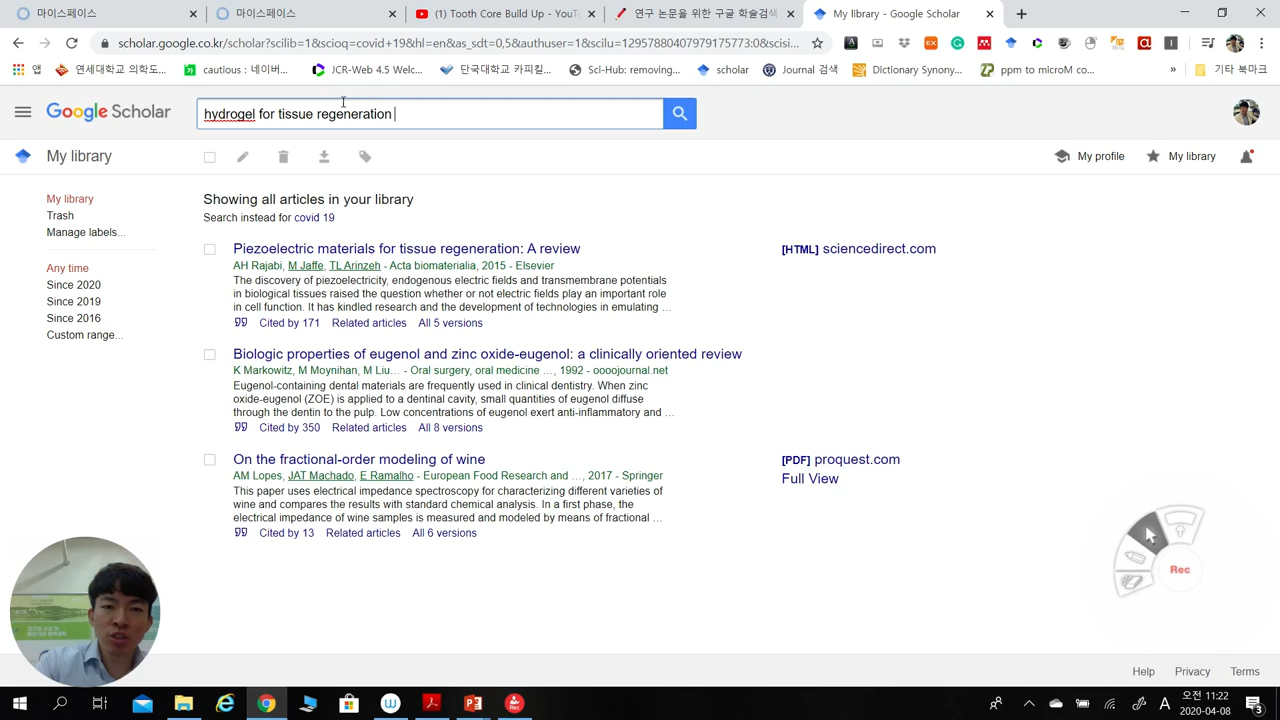 마이스페이스
마이스페이스
(1) Tooth Core Build Up - YouT
연구 논문을 위한 구글 학술검색
My library - Google Scholar
scholar.google.co.kr/scholar?scilib=1&scioq=covid+19&hl=en&as_sdt=0,5&authuser=1&scilu=12957880407979175773:0&scisig...
앱
연세대학교 의학도...
cautious : 네이버...
JCR-Web 4.5 Welc...
단국대학교 카피킬...
Sci-Hub: removing...
scholar
Journal 검색
Dictionary Synony...
ppm to microM co...
»
기타 북마크
Google Scholar
hydrogel for tissue regeneration
My library
My profile
My library
My library
Trash
Manage labels...
Any time
Since 2020
Since 2019
Since 2016
Custom range...
Showing all articles in your library
Search instead for covid 19
Piezoelectric materials for tissue regeneration: A review
[HTML] sciencedirect.com
AH Rajabi, M Jaffe, TL Arinzeh - Acta biomaterialia, 2015 - Elsevier
The discovery of piezoelectricity, endogenous electric fields and transmembrane potentials
in biological tissues raised the question whether or not electric fields play an important role
in cell function. It has kindled research and the development of technologies in emulating ...
Cited by 171 Related articles All 5 versions
Biologic properties of eugenol and zinc oxide-eugenol: a clinically oriented review
K Markowitz, M Moynihan, M Liu... - Oral surgery, oral medicine ..., 1992 - oooojournal.net
Eugenol-containing dental materials are frequently used in clinical dentistry. When zinc
oxide-eugenol (ZOE) is applied to a dentinal cavity, small quantities of eugenol diffuse
through the dentin to the pulp. Low concentrations of eugenol exert anti-inflammatory and ...
Cited by 350 Related articles All 8 versions
On the fractional-order modeling of wine
[PDF] proquest.com
AM Lopes, JAT Machado, E Ramalho - European Food Research and ..., 2017 - Springer
Full View
This paper uses electrical impedance spectroscopy for characterizing different varieties of
wine and compares the results with standard chemical analysis. In a first phase, the
electrical impedance of wine samples is measured and modeled by means of fractional ...
Cited by 13 Related articles All 6 versions
Rec
Help Privacy Terms
A
오전 11:22
2020-04-08
3